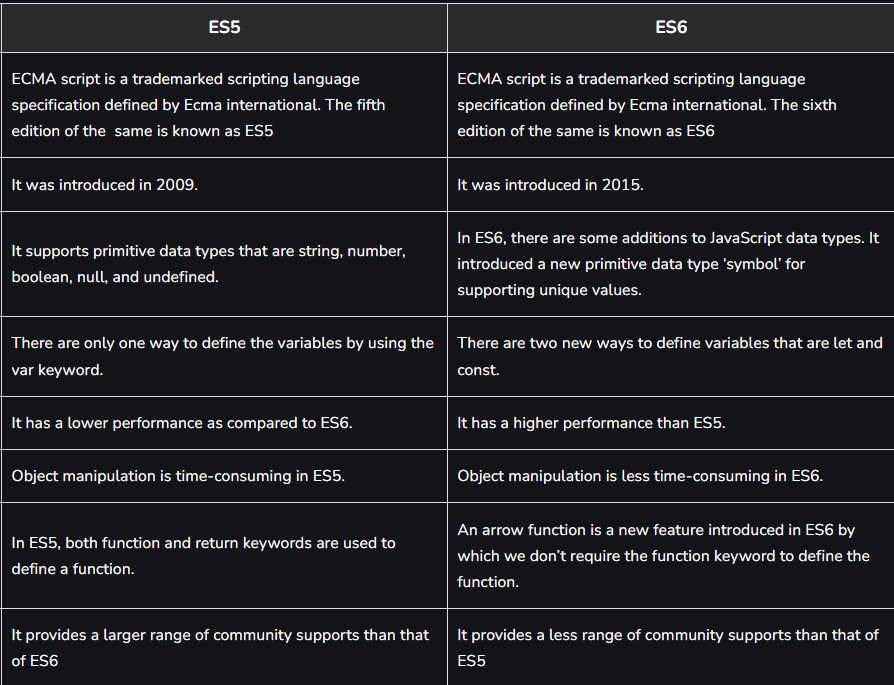 ES5
ES6
ECMA script is a trademarked scripting language
specification defined by Ecma international. The fifth
edition of the  same is known as ES5
ECMA script is a trademarked scripting language
specification defined by Ecma international. The sixth
edition of the same is known as ES6
It was introduced in 2009.
It was introduced in 2015.
It supports primitive data types that are string, number,
boolean, null, and undefined.
In ES6, there are some additions to JavaScript data types. It
introduced a new primitive data type ‘symbol’ for
supporting unique values.
There are only one way to define the variables by using the
var keyword.
There are two new ways to define variables that are let and
const.
It has a lower performance as compared to ES6.
It has a higher performance than ES5.
Object manipulation is time-consuming in ES5.
Object manipulation is less time-consuming in ES6.
In ES5, both function and return keywords are used to
define a function.
An arrow function is a new feature introduced in ES6 by
which we don’t require the function keyword to define the
function.
It provides a larger range of community supports than that
of ES6
It provides a less range of community supports than that of
ES5